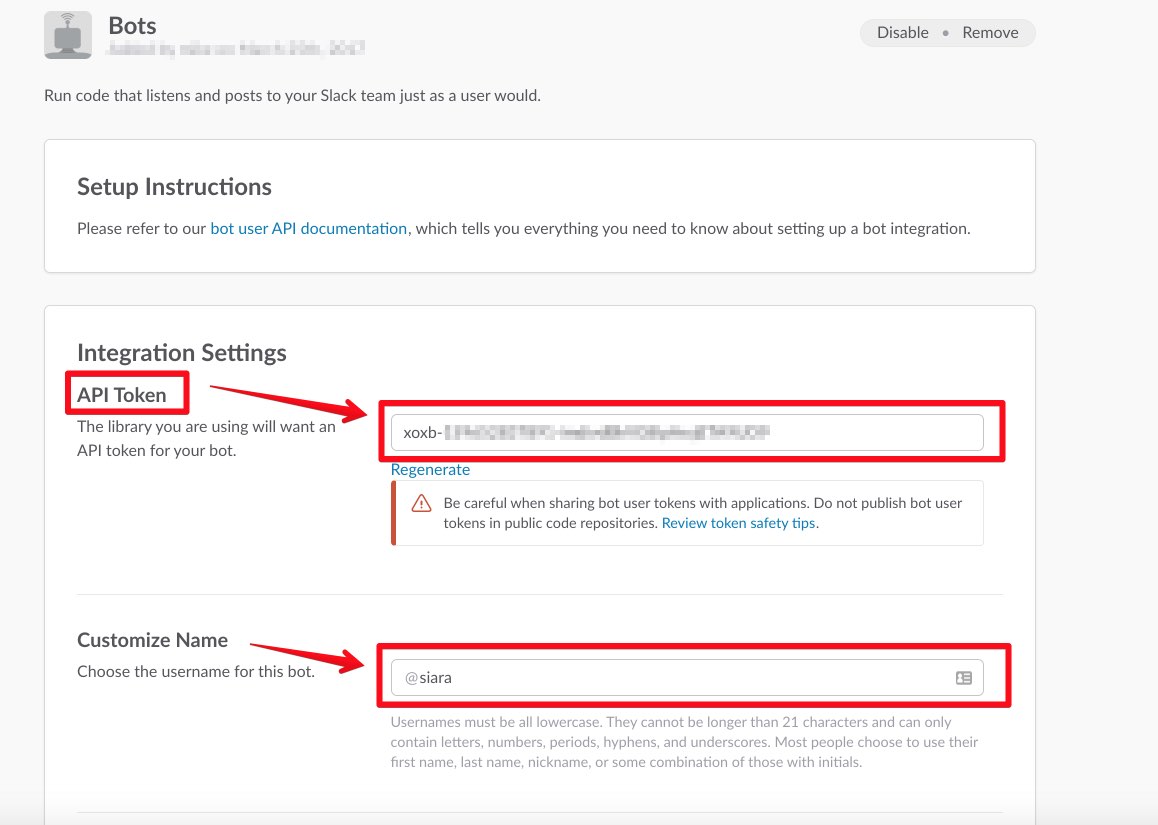 Bots
Disable • Remove
Run code that listens and posts to your Slack team just as a user would.
Setup Instructions
Please refer to our bot user API documentation, which tells you everything you need to know about setting up a bot integration.
Integration Settings
API Token
The library you are using will want an
API token for your bot.
xoxb-
Regenerate
Be careful when sharing bot user tokens with applications. Do not publish bot user
tokens in public code repositories. Review token safety tips.
Customize Name
Choose the username for this bot.
@siara
Usernames must be all lowercase. They cannot be longer than 21 characters and can only
contain letters, numbers, periods, hyphens, and underscores. Most people choose to use their
first name, last name, nickname, or some combination of those with initials.